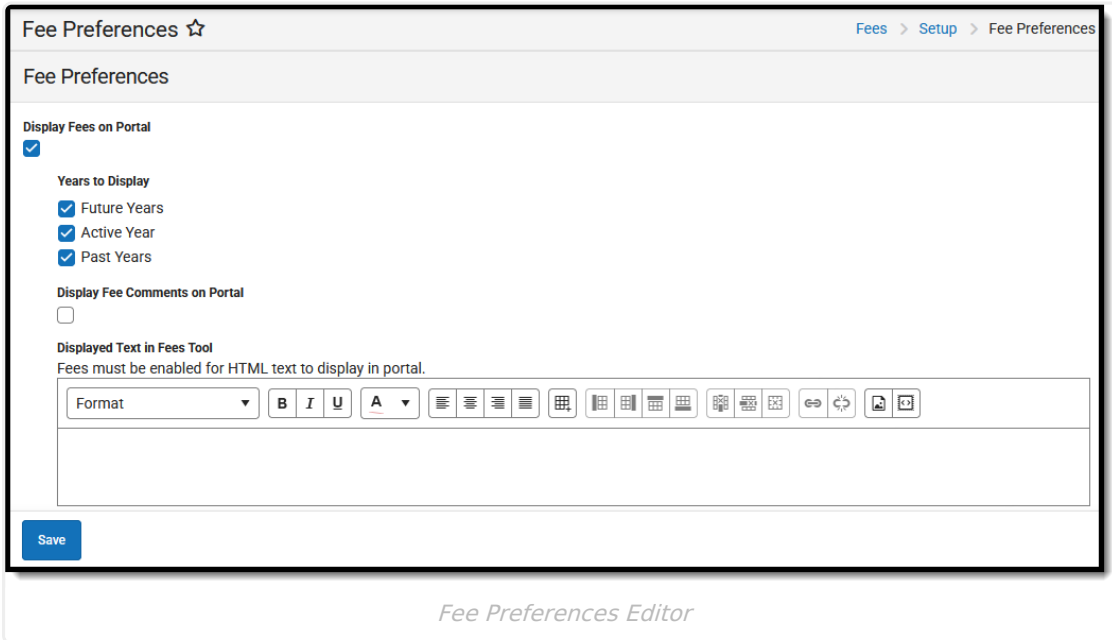 Fee Preferences
Fees > Setup > Fee Preferences
Fee Preferences
Display Fees on Portal
Years to Display
Future Years
Active Year
Past Years
Display Fee Comments on Portal
Displayed Text in Fees Tool
Fees must be enabled for HTML text to display in portal.
Format B I U A
Save
Fee Preferences Editor